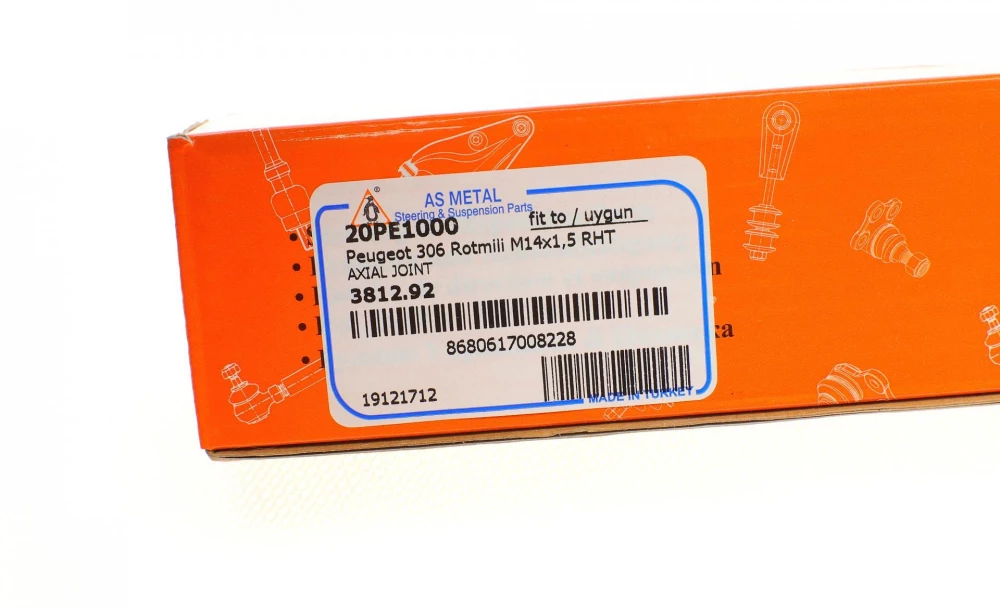 ®
AS METAL
Steering & Suspension Parts
20PE1000
fit to / uygun
Peugeot 306 Rotmili M14x1,5 RHT
AXIAL JOINT
3812.92
8680617008228
19121712
MADE IN TURKEY